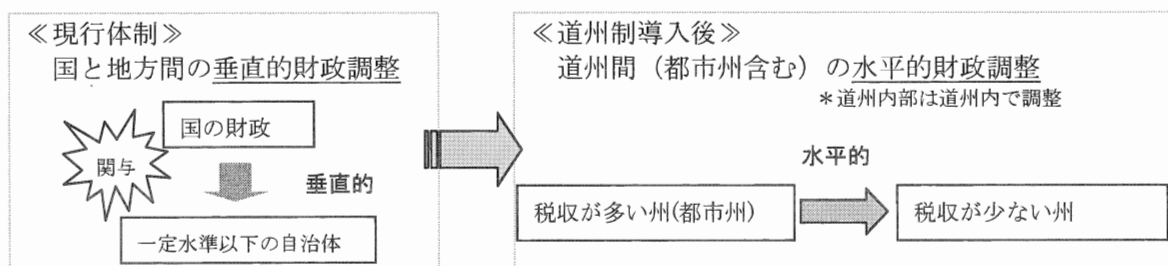 ≪現行体制≫
国と地方間の垂直的財政調整
国の財政
関与
垂直的
一定水準以下の自治体
≪道州制導入後≫
道州間（都市州含む）の水平的財政調整
＊道州内部は道州内で調整
水平的
税収が多い州(都市州)
税収が少ない州